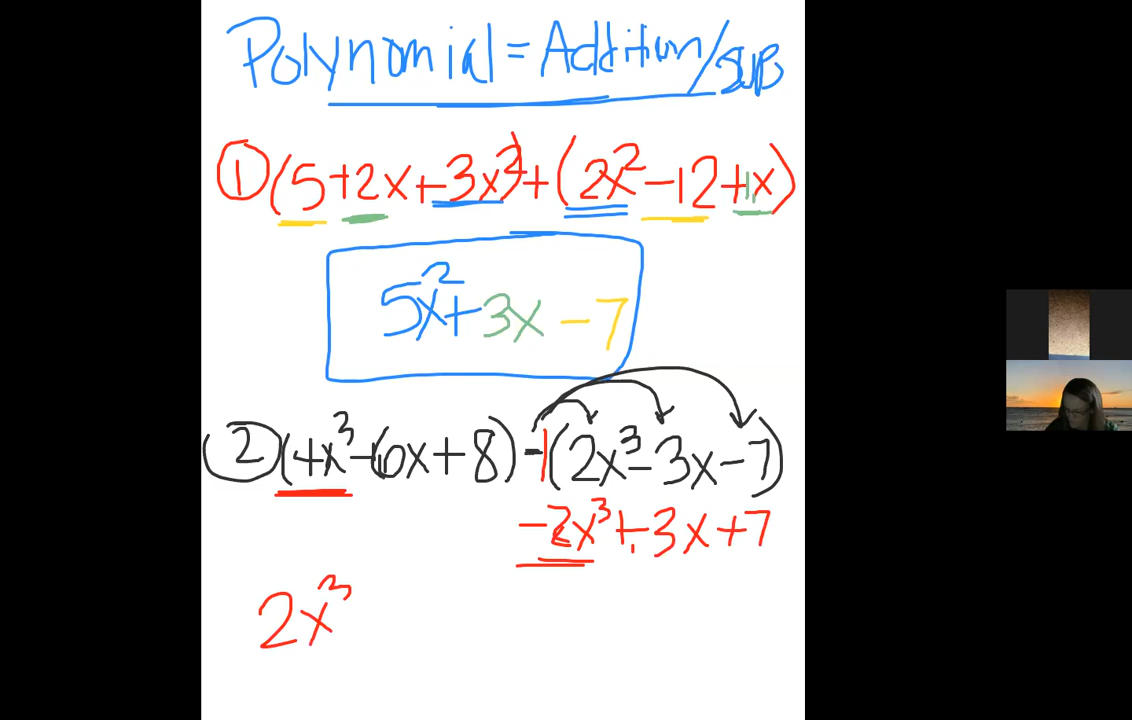 Polynomial = Addition/SUB
① (5+2x+3x²)+(2x²-12+1x)
5x²+3x-7
② (4x³-6x+8)-1(2x³-3x-7)
-2x³+3x+7
2x³